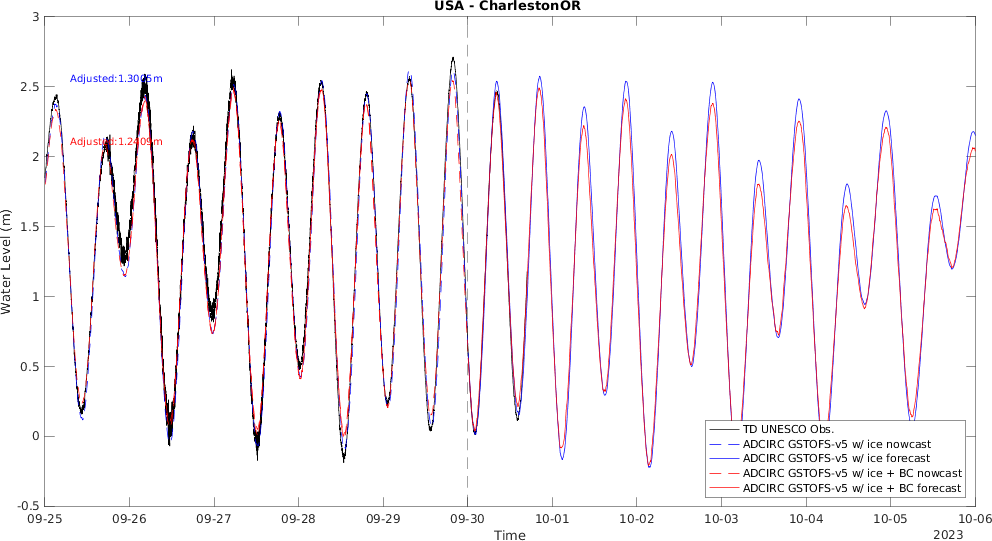 USA - CharlestonOR
Water Level (m)
3
2.5
2
1.5
1
0.5
0
-0.5
Adjusted:1.3005m
Adjusted:1.2409m
TD UNESCO Obs.
ADCIRC GSTOFS-v5 w/ ice nowcast
ADCIRC GSTOFS-v5 w/ ice forecast
ADCIRC GSTOFS-v5 w/ ice + BC nowcast
ADCIRC GSTOFS-v5 w/ ice + BC forecast
09-25 09-26 09-27 09-28 09-29 09-30 10-01 10-02 10-03 10-04 10-05 10-06
Time
2023